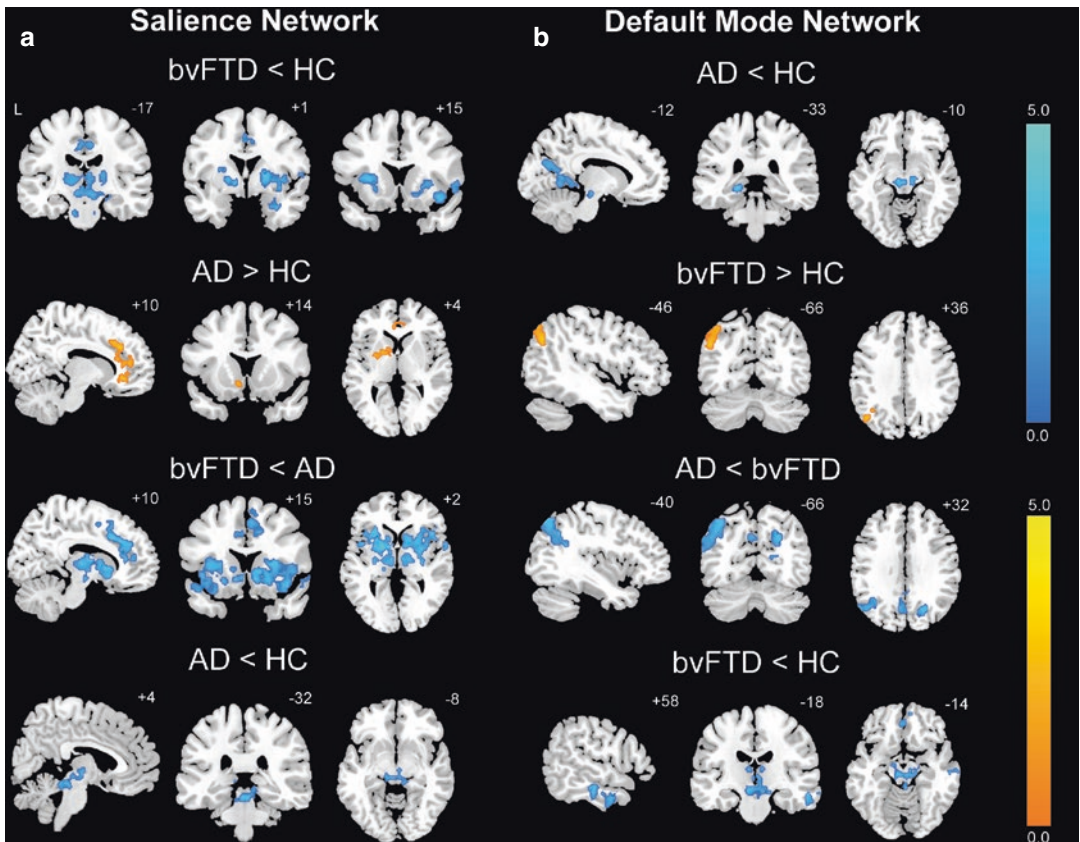 Salience Network
a
bvFTD < HC
L
-17
+1
+15
AD > HC
+10
+14
+4
bvFTD < AD
+10
+15
+2
AD < HC
+4
-32
-8
Default Mode Network
b
AD < HC
-12
-33
-10
bvFTD > HC
-46
-66
+36
AD < bvFTD
-40
-66
+32
bvFTD < HC
+58
-18
-14
5.0
0.0
5.0
0.0